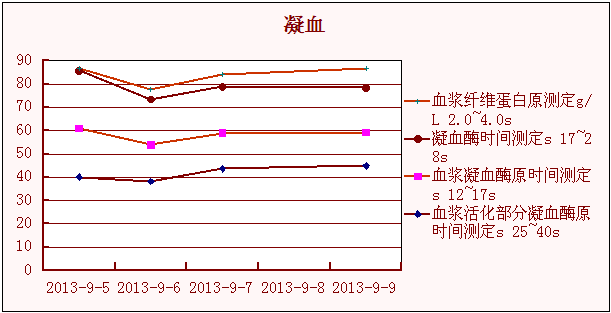 凝血
90
80
70
60
50
40
30
20
10
0
2013-9-5 2013-9-6 2013-9-7 2013-9-8 2013-9-9
血浆纤维蛋白原测定g/
L 2.0~4.0s
凝血酶时间测定s 17~2
8s
血浆凝血酶原时间测定
s 12~17s
血浆活化部分凝血酶原
时间测定s 25~40s